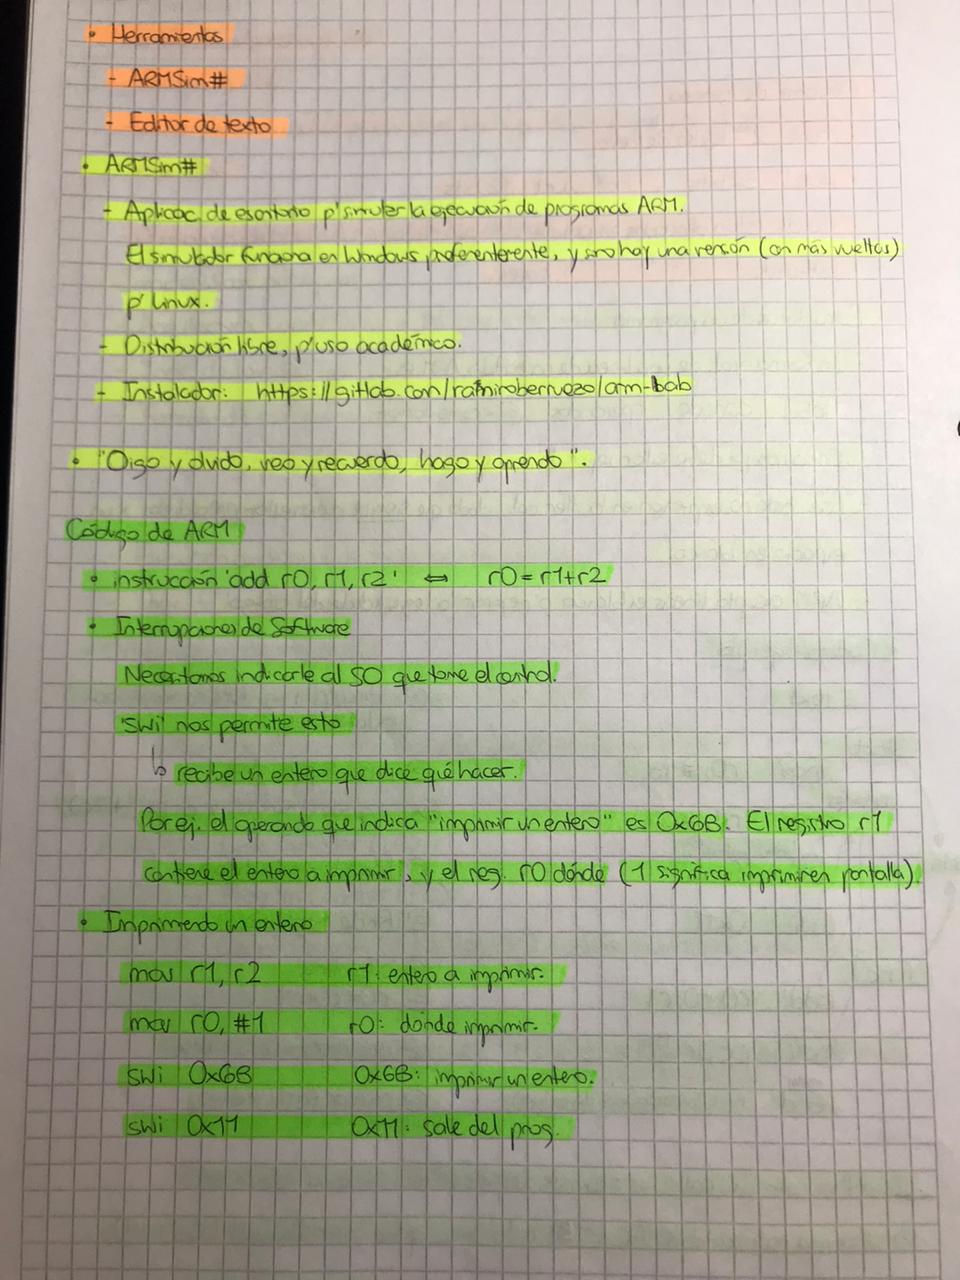 • Herramientas
- ARMSim#
- Editor de texto
• ARMSim#
- Aplicac. de escritorio p' simular la ejecución de programas ARM.
El simulador funciona en Windows preferentemente, y sino hay una versión (con más vueltas)
p' Linux.
- Distribución libre, p' uso académico.
- Instalador: https://gitlab.com/ramirobermezo/arm-bab
• "Oigo y olvido, veo y recuerdo, hago y aprendo".
Código de ARM
• instrucción 'add r0, r1, r2' ⇔ r0 = r1+r2
• Interrupciones de Software
Necesitamos indicarle al SO que tome el control.
'swi' nos permite esto
↳ recibe un entero que dice qué hacer.
Por ej. el operando que indica "imprimir un entero" es 0x6B. El registro r1
contiene el entero a imprimir, y el reg. r0 dónde (1 significa imprimir en pantalla).
• Imprimiendo un entero
mov r1, r2 r1: entero a imprimir.
mov r0, #1 r0: dónde imprimir.
swi 0x6B 0x6B: imprimir un entero.
swi 0x11 0x11: sale del prog.